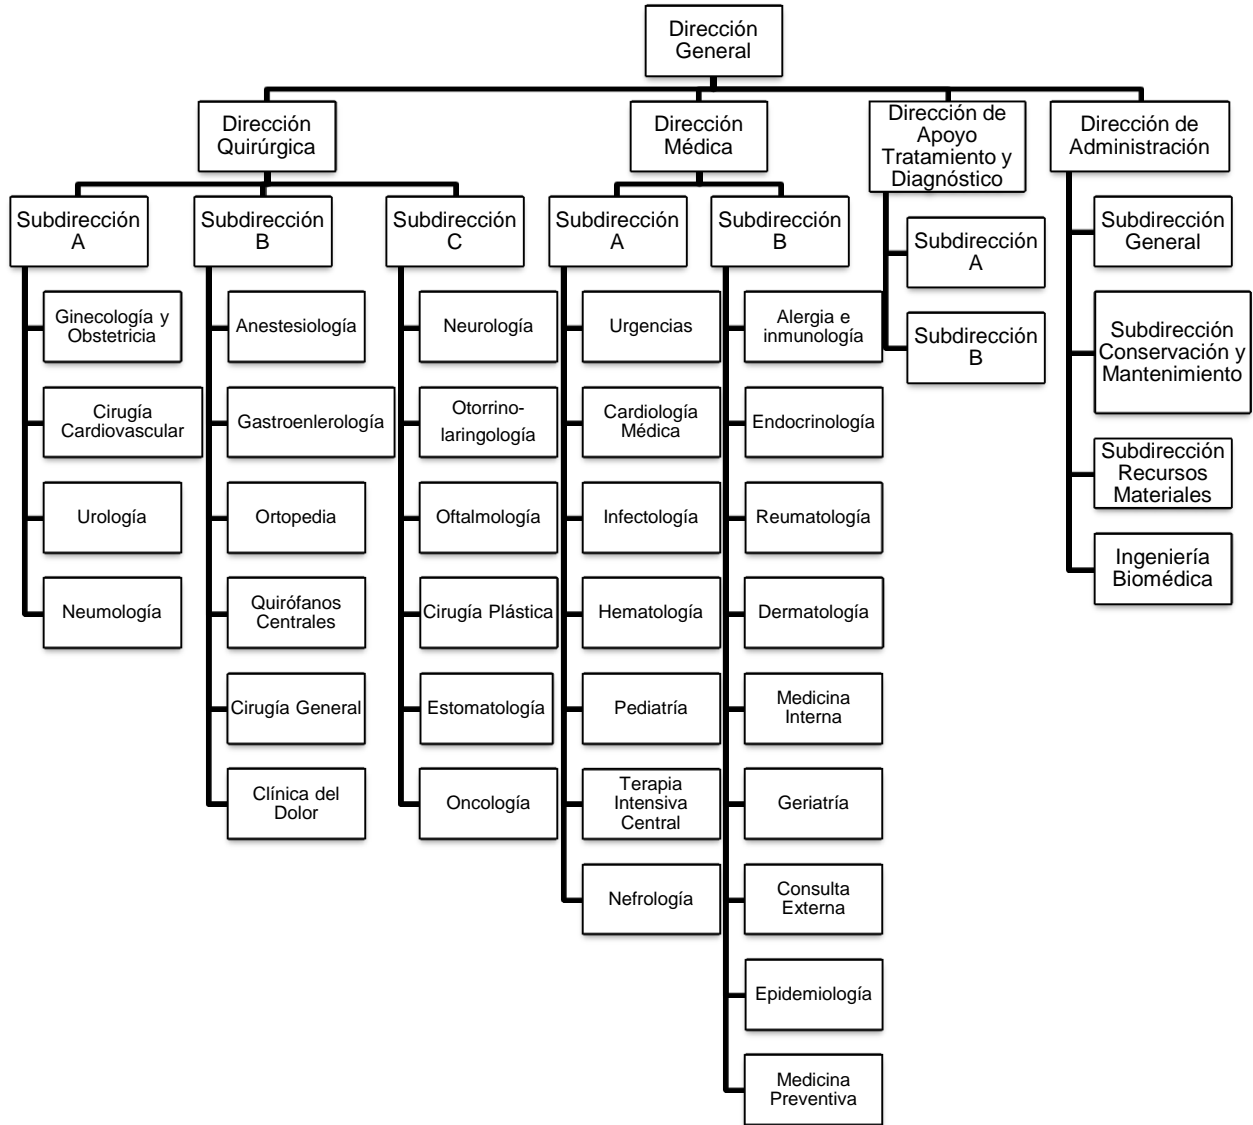 Dirección
General
Dirección
Quirúrgica
Dirección
Médica
Dirección de
Apoyo
Tratamiento y
Diagnóstico
Dirección de
Administración
Subdirección
A
Subdirección
B
Subdirección
C
Subdirección
A
Subdirección
B
Subdirección
A
Subdirección
B
Subdirección
General
Subdirección
Conservación y
Mantenimiento
Subdirección
Recursos
Materiales
Ingeniería
Biomédica
Ginecología y
Obstetricia
Cirugía
Cardiovascular
Urología
Neumología
Anestesiología
Gastroenlerología
Ortopedia
Quirófanos
Centrales
Cirugía General
Clínica del
Dolor
Neurología
Otorrino-
laringología
Oftalmología
Cirugía Plástica
Estomatología
Oncología
Urgencias
Cardiología
Médica
Infectología
Hematología
Pediatría
Terapia
Intensiva
Central
Nefrología
Alergia e
inmunología
Endocrinología
Reumatología
Dermatología
Medicina
Interna
Geriatría
Consulta
Externa
Epidemiología
Medicina
Preventiva